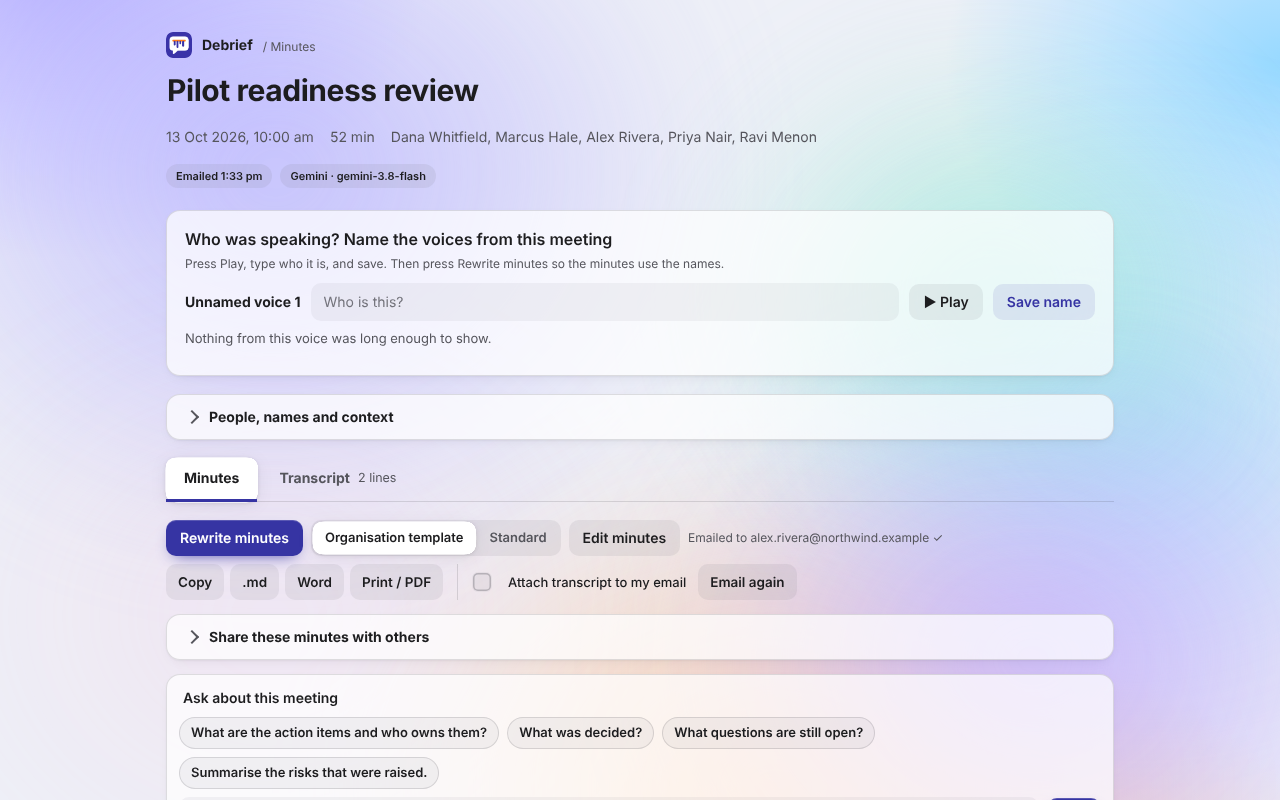 Debrief / Minutes
Pilot readiness review
13 Oct 2026, 10:00 am 52 min Dana Whitfield, Marcus Hale, Alex Rivera, Priya Nair, Ravi Menon
Emailed 1:33 pm Gemini · gemini-3.8-flash
Who was speaking? Name the voices from this meeting
Press Play, type who it is, and save. Then press Rewrite minutes so the minutes use the names.
Unnamed voice 1 Who is this? ▶ Play Save name
Nothing from this voice was long enough to show.
People, names and context
Minutes Transcript 2 lines
Rewrite minutes Organisation template Standard Edit minutes Emailed to alex.rivera@northwind.example ✓
Copy .md Word Print / PDF Attach transcript to my email Email again
Share these minutes with others
Ask about this meeting
What are the action items and who owns them? What was decided? What questions are still open?
Summarise the risks that were raised.